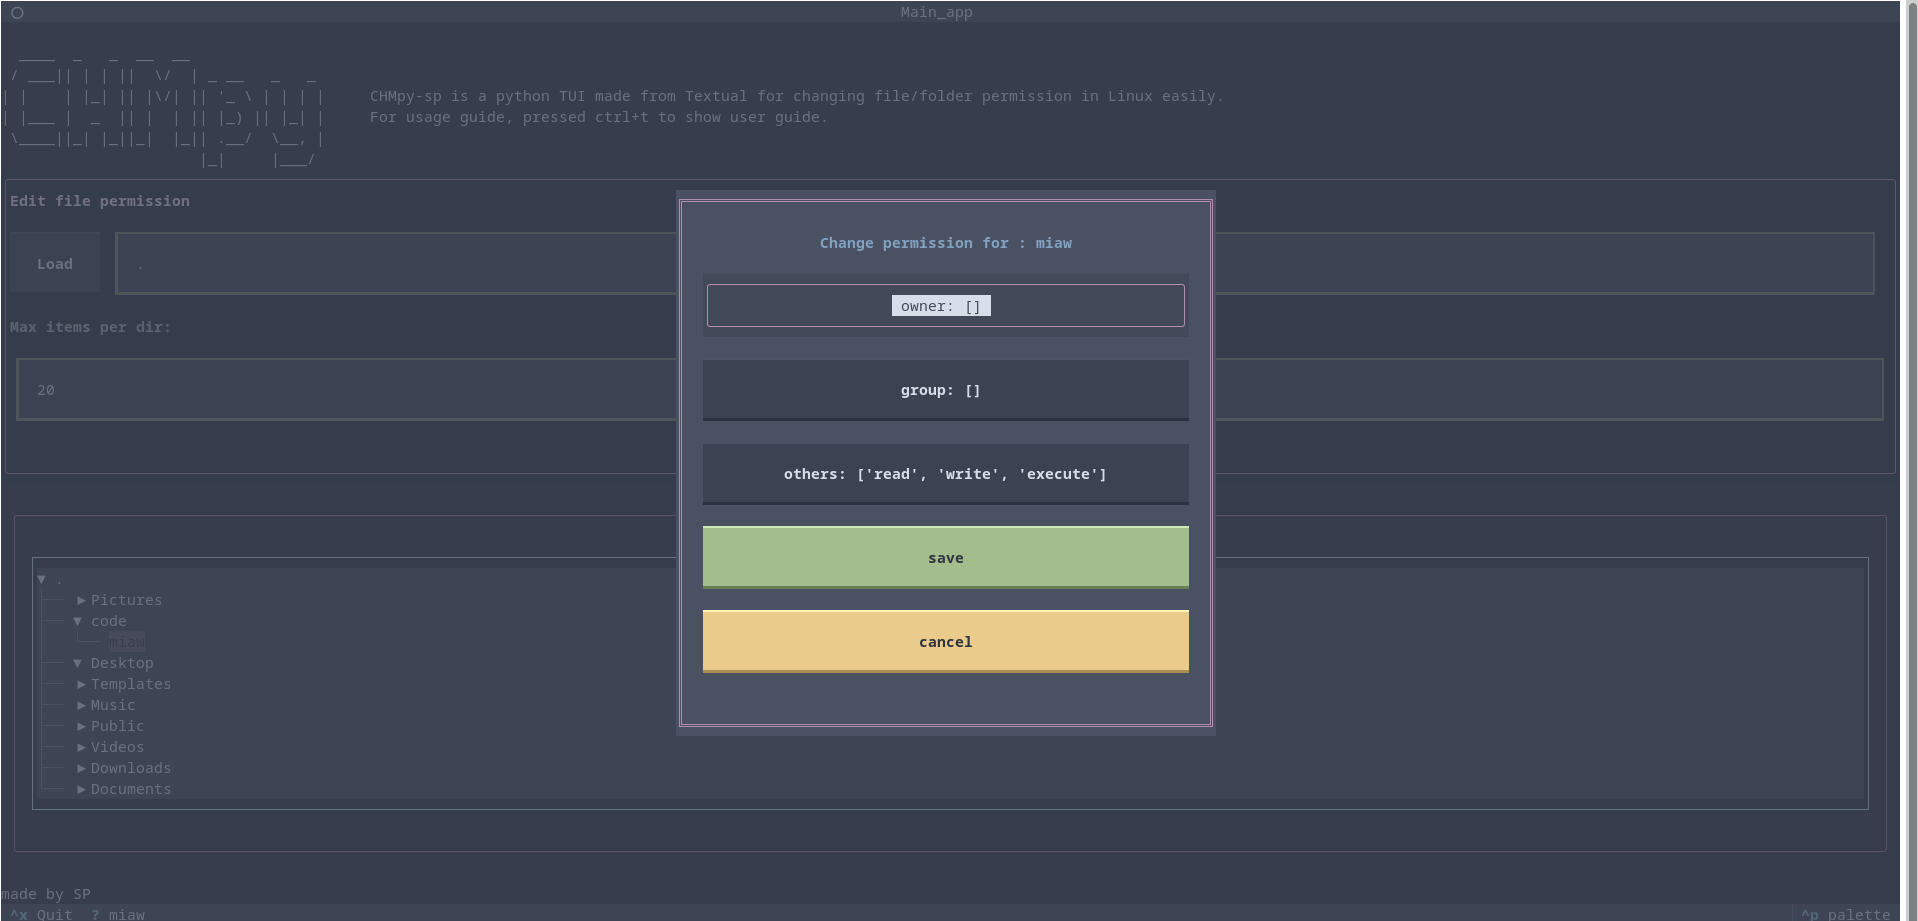 Main_app
CHMpy
CHMpy-sp is a python TUI made from Textual for changing file/folder permission in Linux easily.
For usage guide, pressed ctrl+t to show user guide.
Edit file permission
Load
.
Max items per dir:
20
Change permission for : miaw
owner: []
group: []
others: ['read', 'write', 'execute']
save
cancel
▼ .
▶ Pictures
▼ code
miaw
▼ Desktop
▶ Templates
▶ Music
▶ Public
▶ Videos
▶ Downloads
▶ Documents
made by SP
^x Quit ? miaw ^p palette